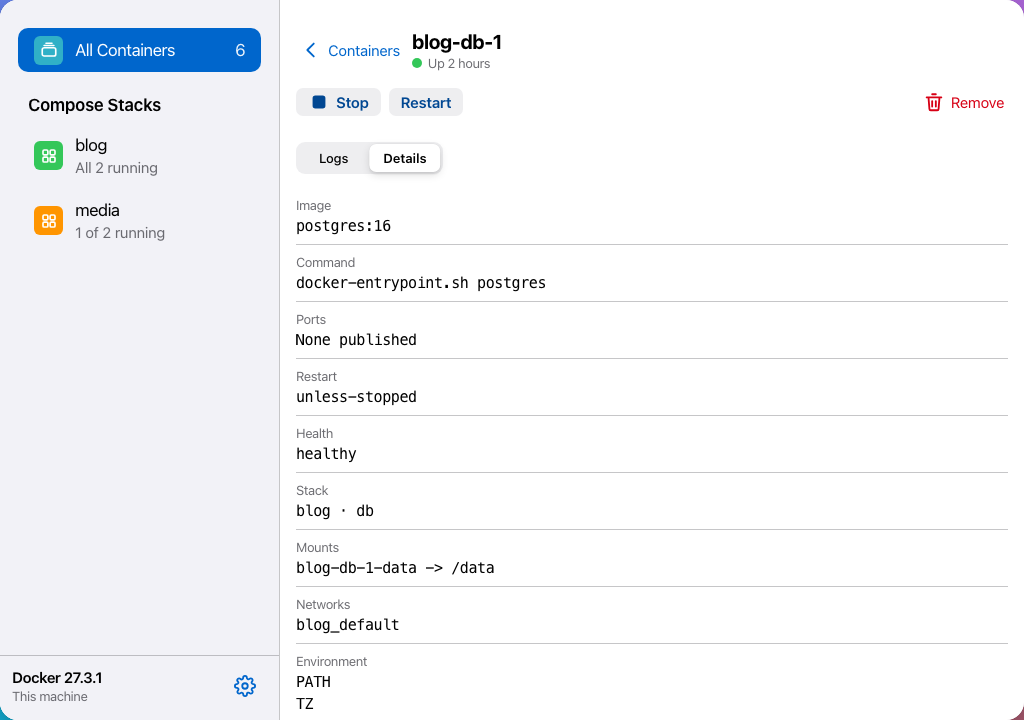 All Containers 6
Compose Stacks
blog
All 2 running
media
1 of 2 running
Docker 27.3.1
This machine
Containers
blog-db-1
Up 2 hours
Stop
Restart
Remove
Logs
Details
Image
postgres:16
Command
docker-entrypoint.sh postgres
Ports
None published
Restart
unless-stopped
Health
healthy
Stack
blog · db
Mounts
blog-db-1-data -> /data
Networks
blog_default
Environment
PATH
TZ